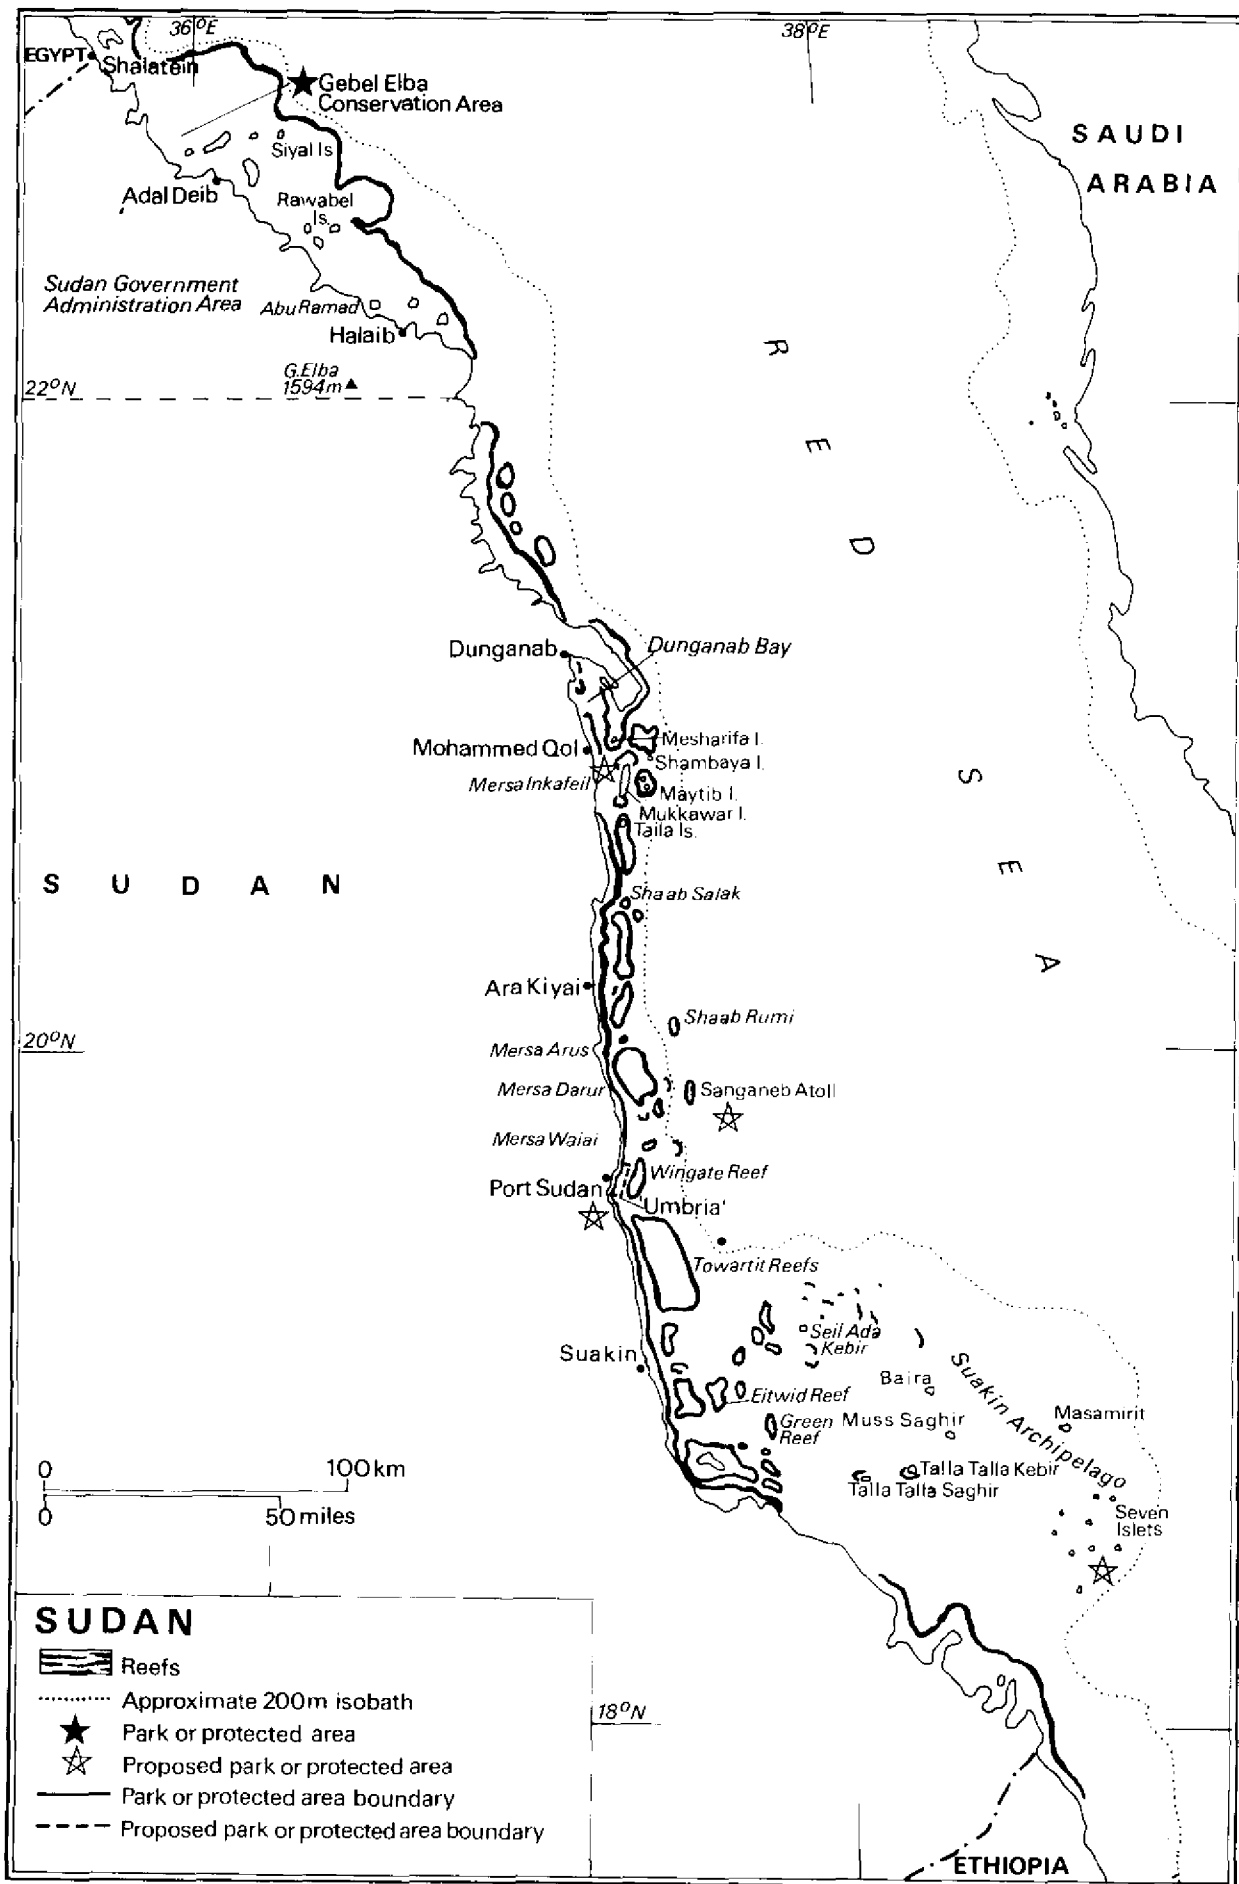 36°E
38°E
EGYPT
Shalatein
Gebel Elba
Conservation Area
SAUDI
ARABIA
Siyal Is
Adal Deib
Rawabel
Is.
Sudan Government
Administration Area
Abu Ramad
Halaib
G.Elba
1594m
22°N
RED SEA
Dunganab
Dunganab Bay
Mohammed Qol
Mesharifa I.
Shambaya I.
Mersa Inkafeil
Maytib I.
Mukkawar I.
Taila Is.
SUDAN
Shaab Salak
Ara Kiyai
Shaab Rumi
20°N
Mersa Arus
Mersa Darur
Sanganeb Atoll
Mersa Waiai
Wingate Reef
Port Sudan
'Umbria'
Towartit Reefs
Seil Ada
Kebir
Suakin
Suakin Archipelago
Baira
Eitwid Reef
Masamirit
Green
Reef
Muss Saghir
Talla Talla Kebir
Talla Talla Saghir
Seven
Islets
0 100km
0 50 miles
SUDAN
Reefs
Approximate 200m isobath
Park or protected area
Proposed park or protected area
Park or protected area boundary
Proposed park or protected area boundary
18°N
ETHIOPIA